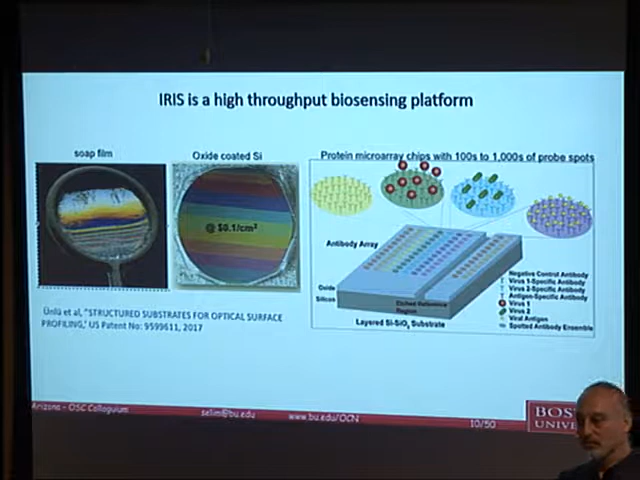 IRIS is a high throughput biosensing platform
soap film
Oxide coated Si
@ $0.1/cm²
Protein microarray chips with 100s to 1,000s of probe spots
Antibody Array
Oxide
Silicon
Etched Reference
Region
Layered Si-SiO₂ Substrate
Negative Control Antibody
Virus 1-Specific Antibody
Virus 2-Specific Antibody
Antigen-Specific Antibody
Virus 1
Virus 2
Viral Antigen
Spotted Antibody Ensemble
Ünlü et al, "STRUCTURED SUBSTRATES FOR OPTICAL SURFACE
PROFILING,' US Patent No: 9599611, 2017
Arizona - OSC Colloquium
selim@bu.edu
www.bu.edu/OCN
10/50
BOS
UNIVE